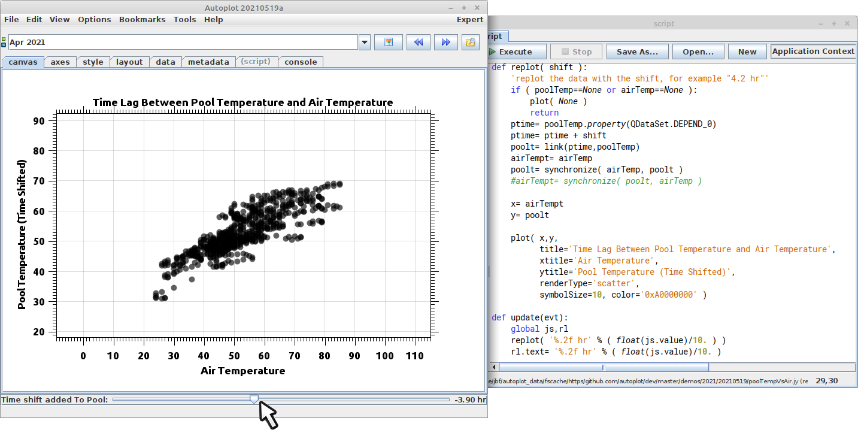 Autoplot 20210519a
File Edit View Options Bookmarks Tools Help Expert
Apr 2021
canvas axes style layout data metadata (script) console
Time Lag Between Pool Temperature and Air Temperature
Pool Temperature (Time Shifted)
90
80
70
60
50
40
30
20
0 10 20 30 40 50 60 70 80 90 100 110
Air Temperature
Time shift added To Pool: -3.90 hr
script
ript
Execute Stop Save As... Open... New Application Context
def replot( shift ):
'replot the data with the shift, for example "4.2 hr"'
if ( poolTemp==None or airTemp==None ):
plot( None )
return
ptime= poolTemp.property(QDataSet.DEPEND_0)
ptime= ptime + shift
poolt= link(ptime,poolTemp)
airTempt= airTemp
poolt= synchronize( airTemp, poolt )
#airTempt= synchronize( poolt, airTemp )
x= airTempt
y= poolt
plot( x,y,
title='Time Lag Between Pool Temperature and Air Temperature',
xtitle='Air Temperature',
ytitle='Pool Temperature (Time Shifted)',
renderType='scatter',
symbolSize=10, color='0xA0000000' )
def update(evt):
global js,rl
replot( '%.2f hr' % ( float(js.value)/10. ) )
rl.text= '%.2f hr' % ( float(js.value)/10. )
e/jbf/autoplot_data/fscache/https/github.com/autoplot/dev/master/demos/2021/20210519/poolTempVsAir.jy (re 29,30